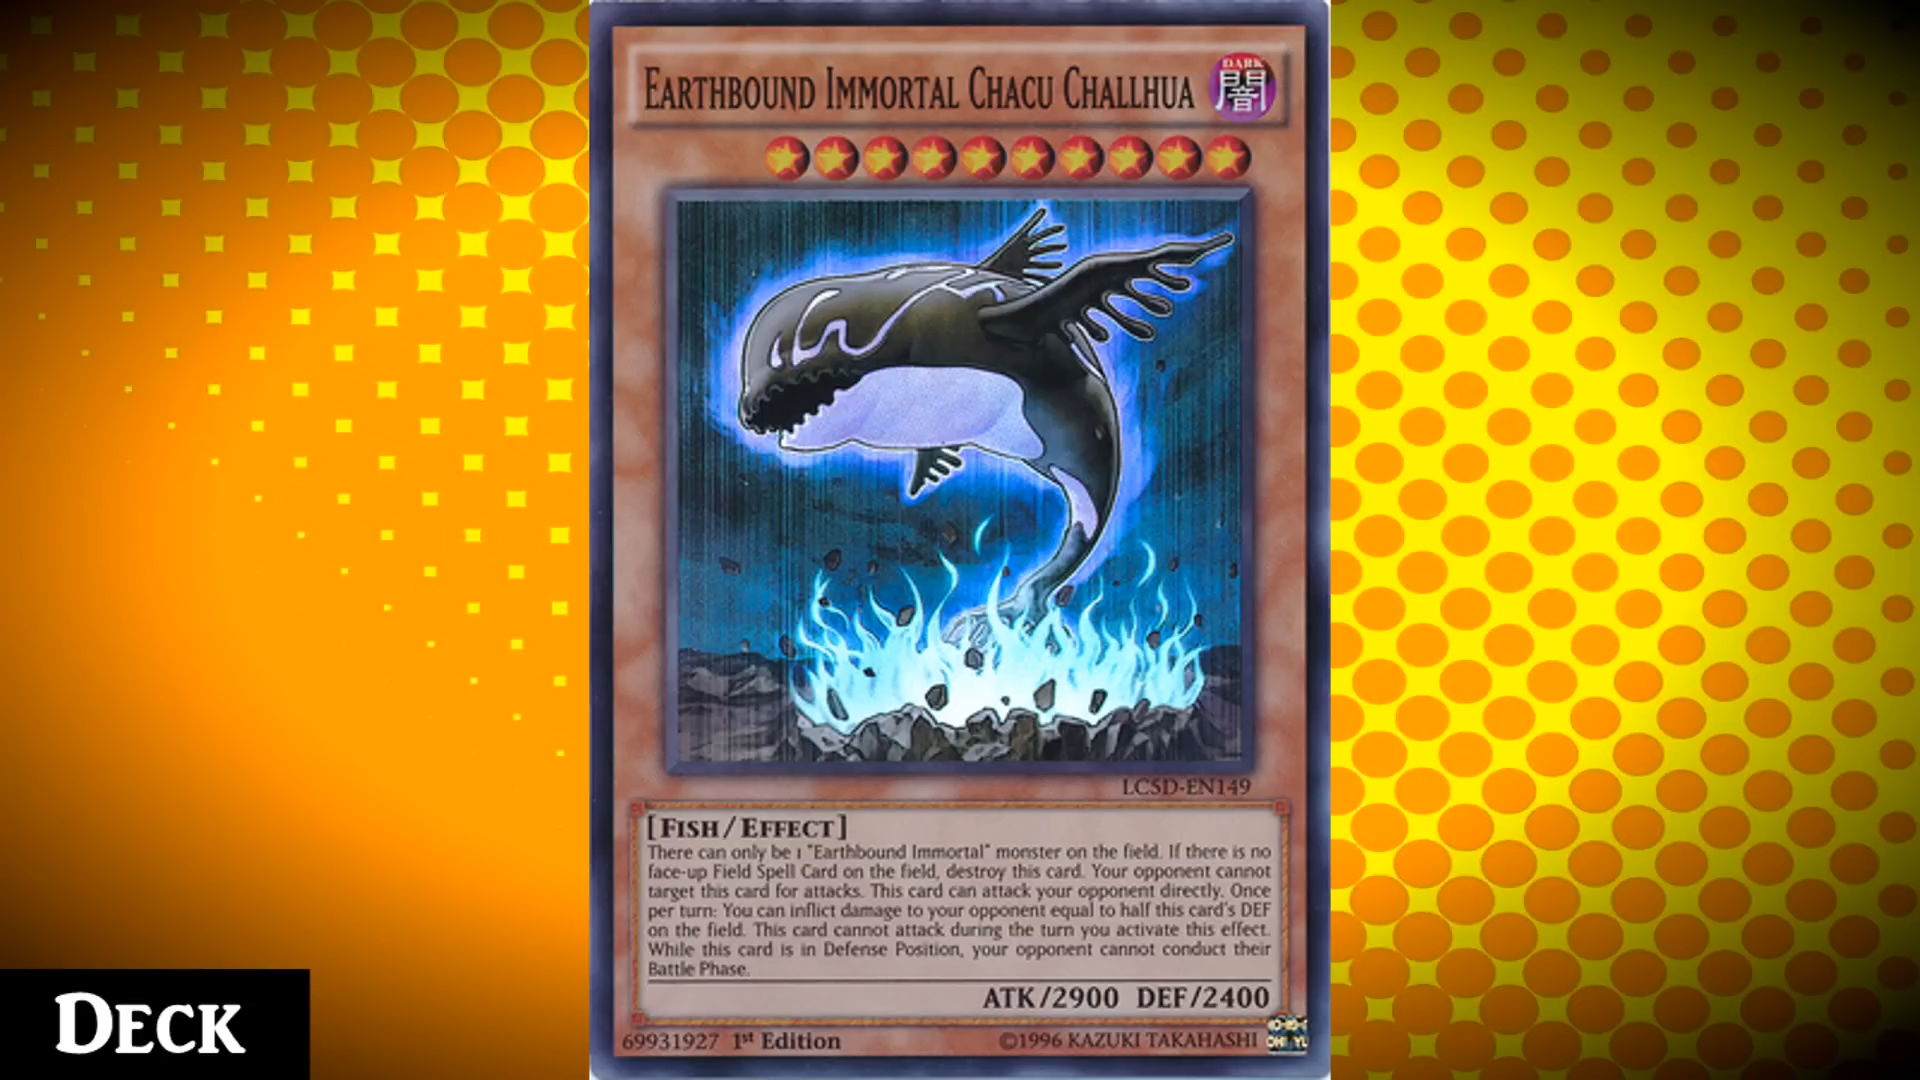 Earthbound Immortal Chacu Challhua
DARK
闇
LC5D-EN149
[Fish/Effect]
There can only be 1 "Earthbound Immortal" monster on the field. If there is no
face-up Field Spell Card on the field, destroy this card. Your opponent cannot
target this card for attacks. This card can attack your opponent directly. Once
per turn: You can inflict damage to your opponent equal to half this card's DEF
on the field. This card cannot attack during the turn you activate this effect.
While this card is in Defense Position, your opponent cannot conduct their
Battle Phase.
ATK/2900 DEF/2400
69931927 1st Edition ©1996 KAZUKI TAKAHASHI
Deck